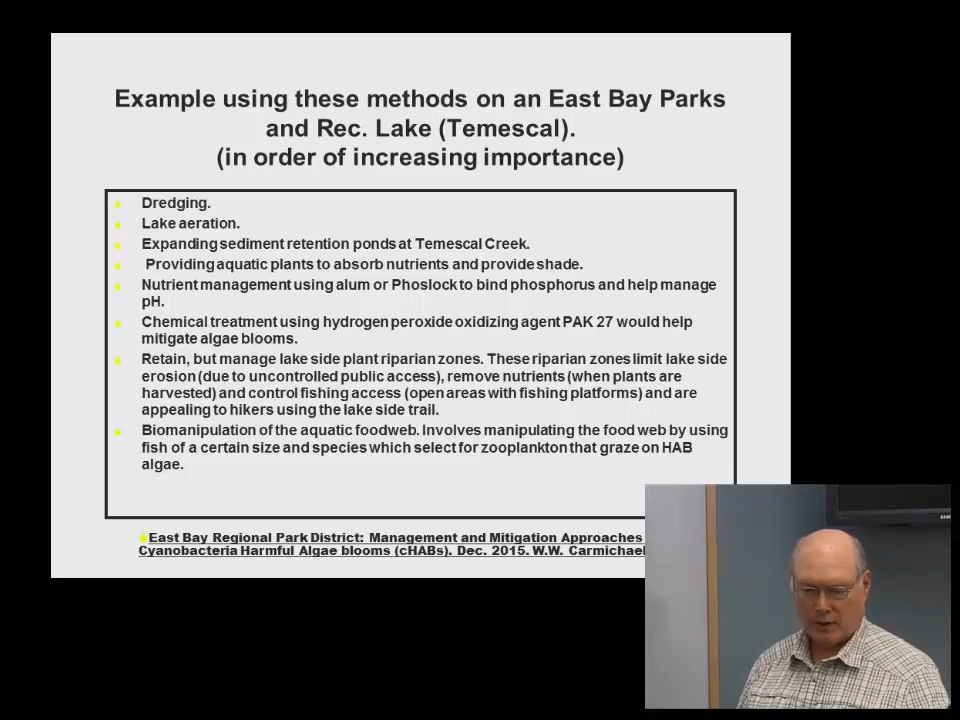 Example using these methods on an East Bay Parks
and Rec. Lake (Temescal).
(in order of increasing importance)
Dredging.
Lake aeration.
Expanding sediment retention ponds at Temescal Creek.
Providing aquatic plants to absorb nutrients and provide shade.
Nutrient management using alum or Phoslock to bind phosphorus and help manage
pH.
Chemical treatment using hydrogen peroxide oxidizing agent PAK 27 would help
mitigate algae blooms.
Retain, but manage lake side plant riparian zones. These riparian zones limit lake side
erosion (due to uncontrolled public access), remove nutrients (when plants are
harvested) and control fishing access (open areas with fishing platforms) and are
appealing to hikers using the lake side trail.
Biomanipulation of the aquatic foodweb. Involves manipulating the food web by using
fish of a certain size and species which select for zooplankton that graze on HAB
algae.
East Bay Regional Park District: Management and Mitigation Approaches
Cyanobacteria Harmful Algae blooms (cHABs). Dec. 2015. W.W. Carmichael